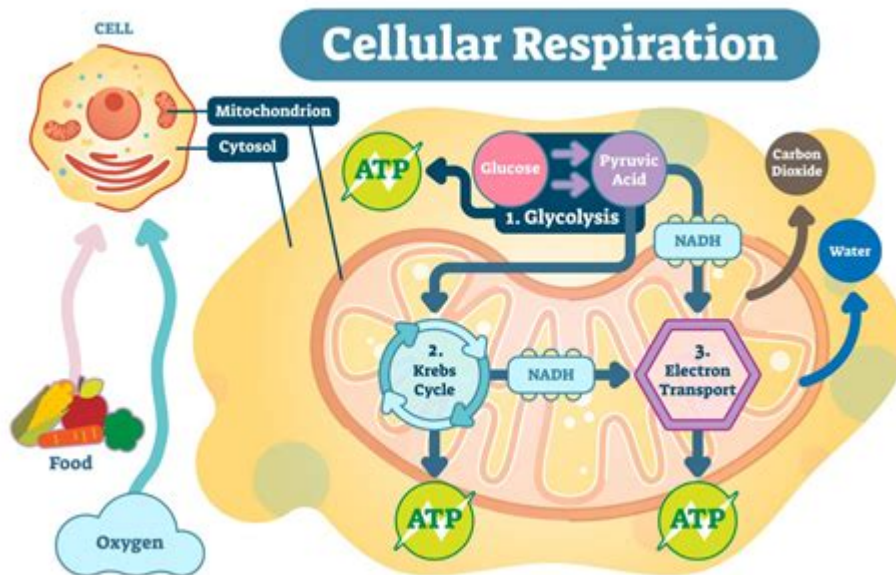 CELL
Cellular Respiration
Mitochondrion
Cytosol
ATP
Glucose
Pyruvic
Acid
1. Glycolysis
NADH
Carbon
Dioxide
Water
2.
Krebs
Cycle
NADH
3.
Electron
Transport
Food
Oxygen
ATP
ATP